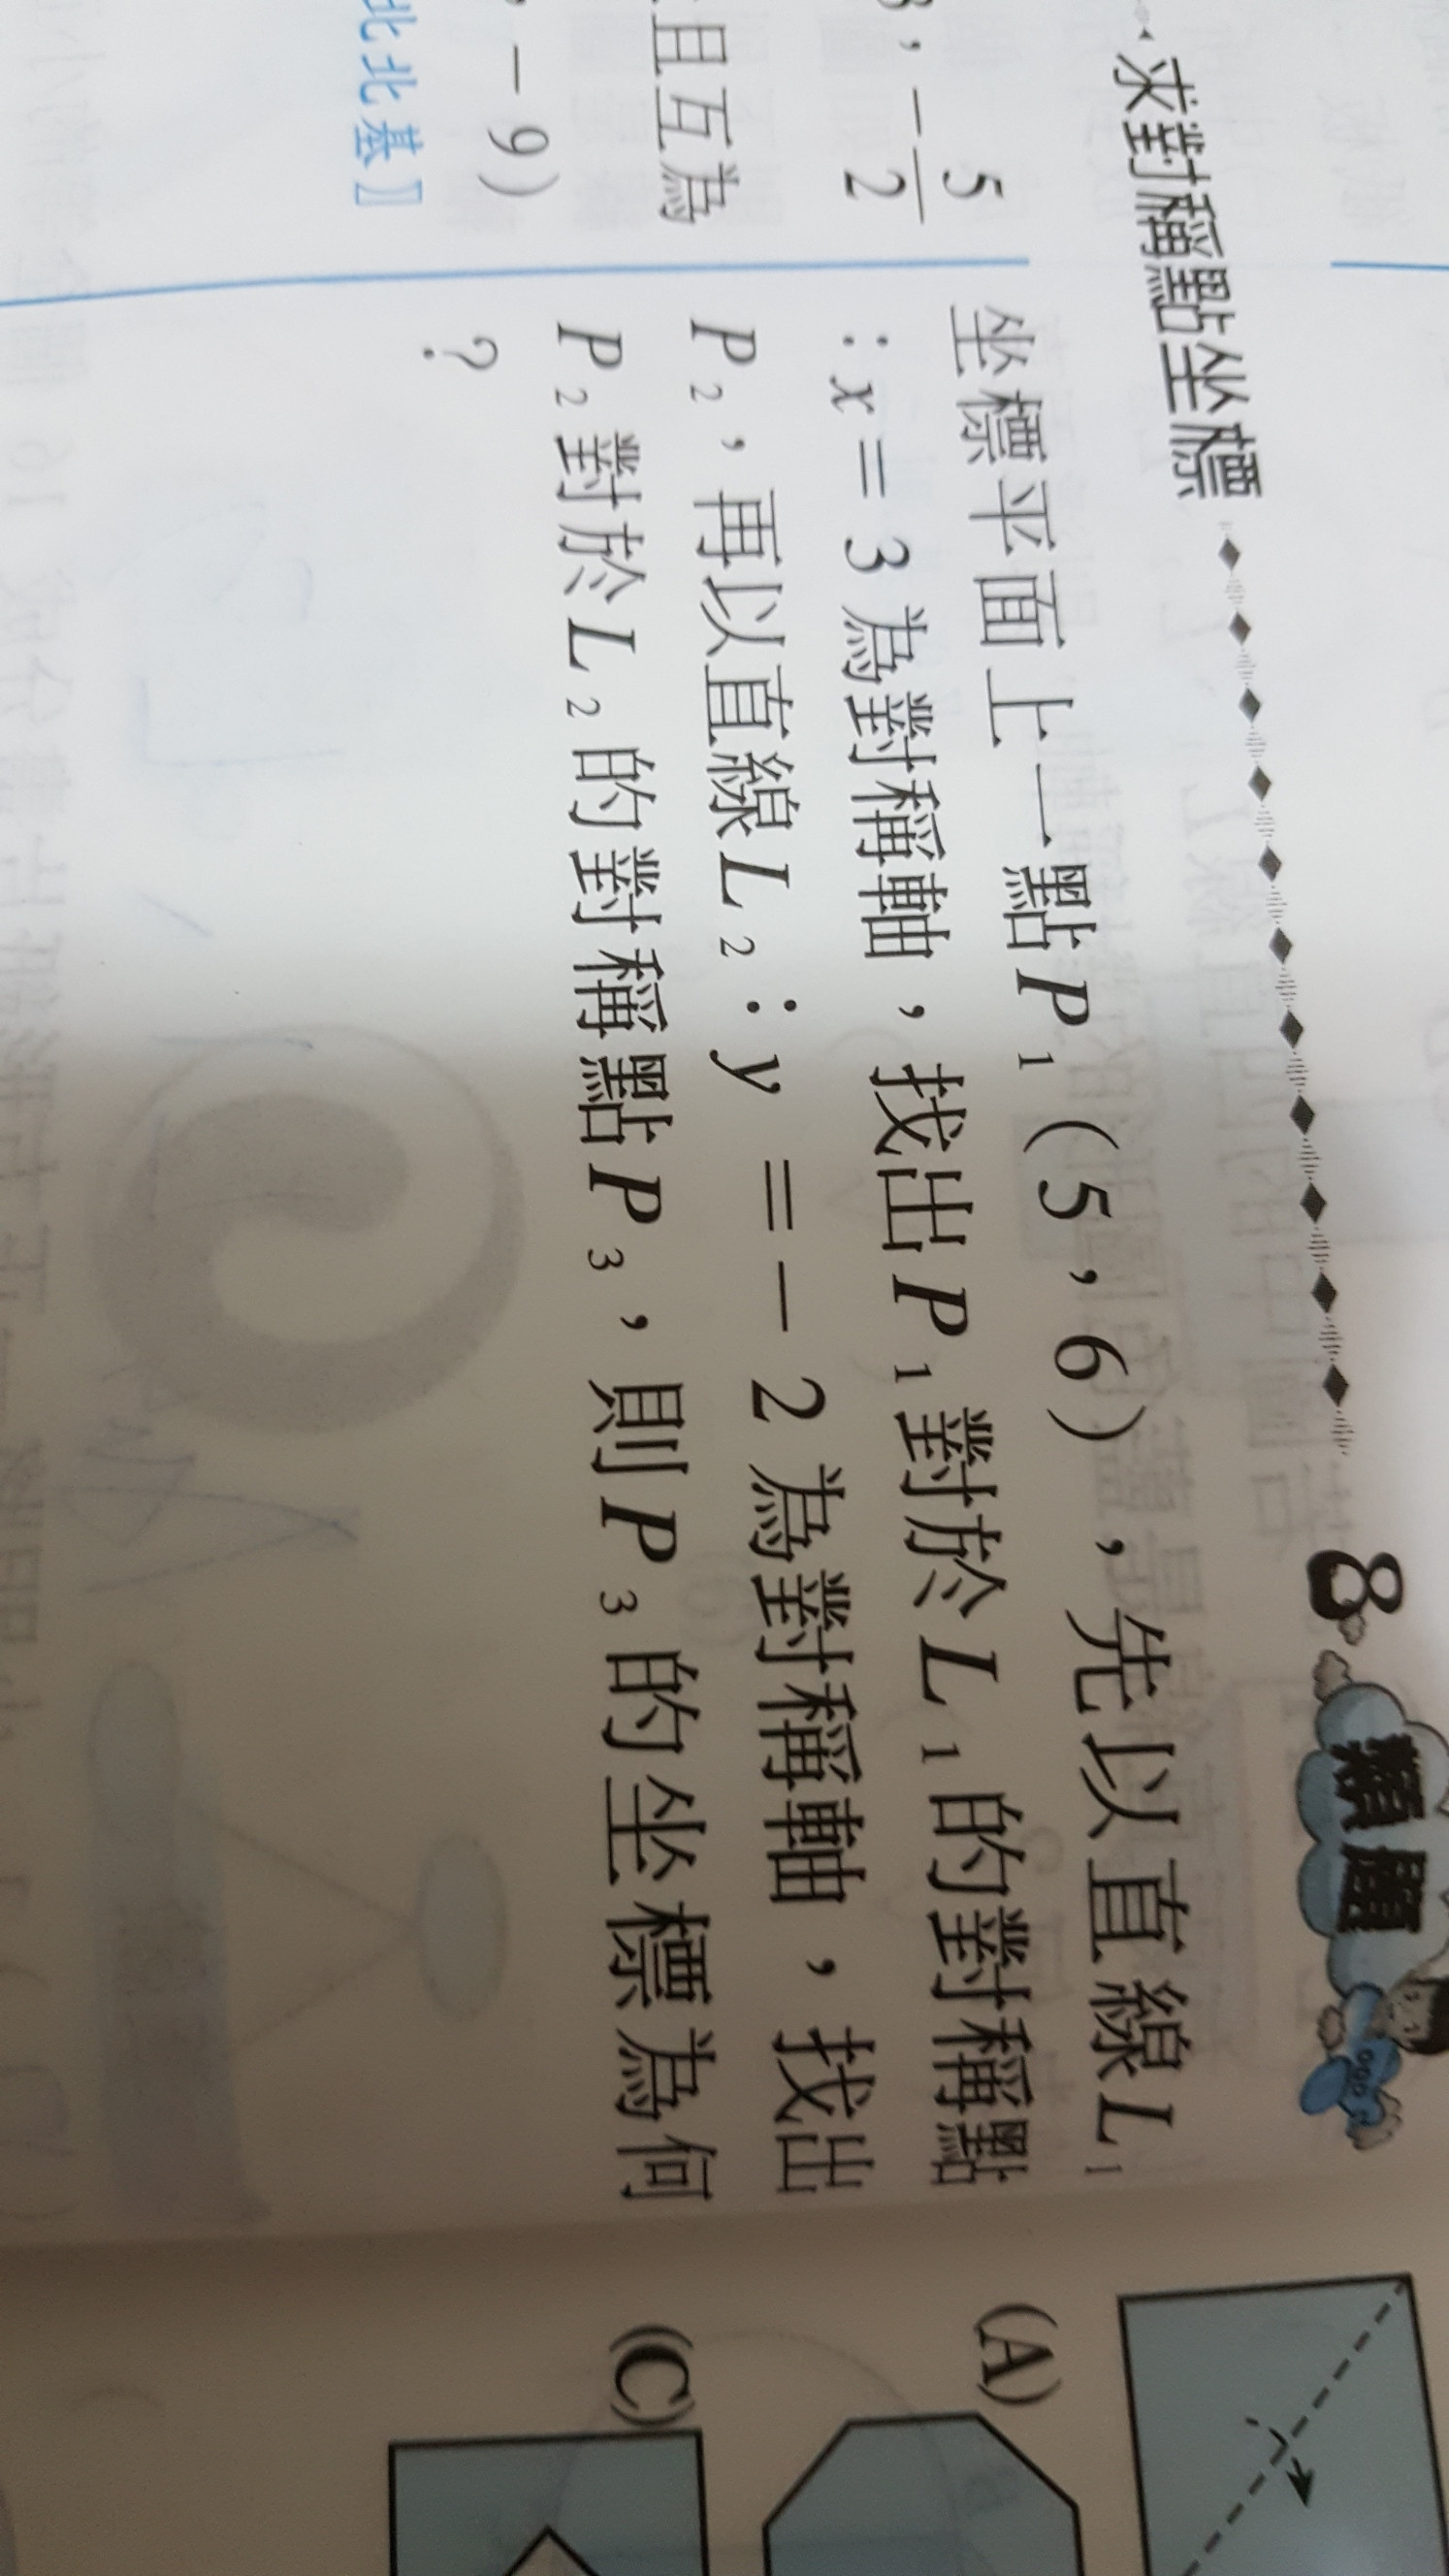 求對稱點坐標
8 類題
坐標平面上一點P₁(5,6),先以直線L₁
:x=3為對稱軸,找出P₁對於L₁的對稱點
P₂,再以直線L₂:y=-2為對稱軸,找出
P₂對於L₂的對稱點P₃,則P₃的坐標為何
?
, -5/2
且互為
, -9)
北北基】
(A)
(C)